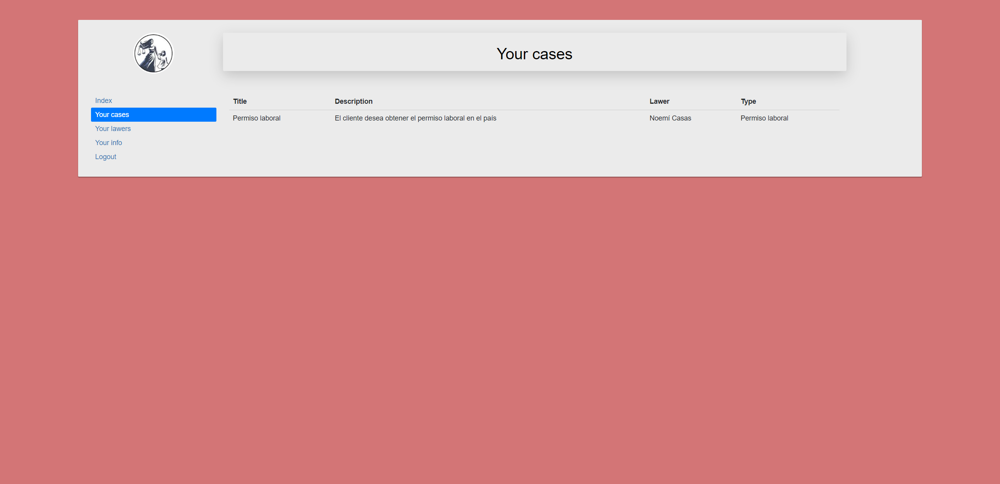 Your cases
Index
Your cases
Your lawers
Your info
Logout
Title Description Lawer Type
Permiso laboral El cliente desea obtener el permiso laboral en el país Noemí Casas Permiso laboral